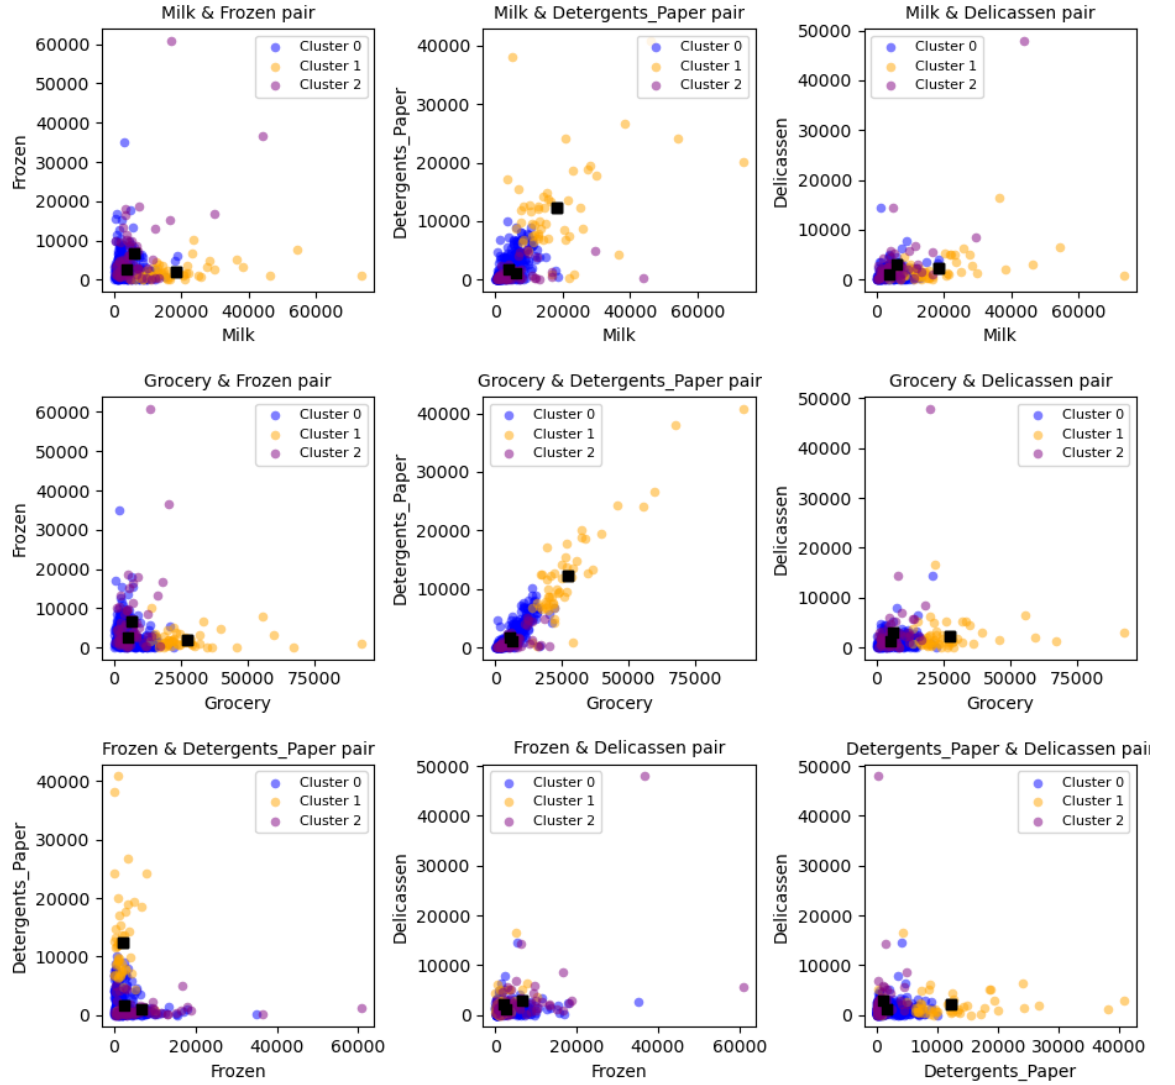 Milk & Frozen pair
60000
50000
40000
30000
20000
10000
0
Frozen
Cluster 0
Cluster 1
Cluster 2
0 20000 40000 60000
Milk
Milk & Detergents_Paper pair
40000
30000
20000
10000
0
Detergents_Paper
Cluster 0
Cluster 1
Cluster 2
0 20000 40000 60000
Milk
Milk & Delicassen pair
50000
40000
30000
20000
10000
0
Delicassen
Cluster 0
Cluster 1
Cluster 2
0 20000 40000 60000
Milk
Grocery & Frozen pair
60000
50000
40000
30000
20000
10000
0
Frozen
Cluster 0
Cluster 1
Cluster 2
0 25000 50000 75000
Grocery
Grocery & Detergents_Paper pair
40000
30000
20000
10000
0
Detergents_Paper
Cluster 0
Cluster 1
Cluster 2
0 25000 50000 75000
Grocery
Grocery & Delicassen pair
50000
40000
30000
20000
10000
0
Delicassen
Cluster 0
Cluster 1
Cluster 2
0 25000 50000 75000
Grocery
Frozen & Detergents_Paper pair
40000
30000
20000
10000
0
Detergents_Paper
Cluster 0
Cluster 1
Cluster 2
0 20000 40000 60000
Frozen
Frozen & Delicassen pair
50000
40000
30000
20000
10000
0
Delicassen
Cluster 0
Cluster 1
Cluster 2
0 20000 40000 60000
Frozen
Detergents_Paper & Delicassen pair
50000
40000
30000
20000
10000
0
Delicassen
Cluster 0
Cluster 1
Cluster 2
0 10000 20000 30000 40000
Detergents_Paper